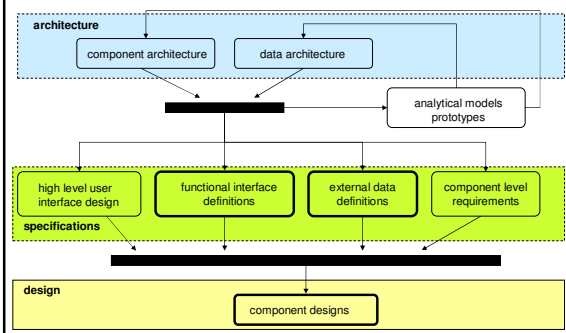 architecture
component architecture
data architecture
analytical models
prototypes
high level user
interface design
functional interface
definitions
external data
definitions
component level
requirements
specifications
design
component designs